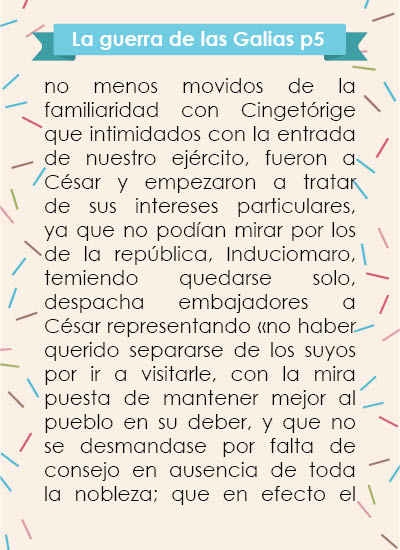 La guerra de las Galias p5
no menos movidos de la
familiaridad con Cingetórige
que intimidados con la entrada
de nuestro ejército, fueron a
César y empezaron a tratar
de sus intereses particulares,
ya que no podían mirar por los
de la república, Induciomaro,
temiendo quedarse solo,
despacha embajadores a
César representando «no haber
querido separarse de los suyos
por ir a visitarle, con la mira
puesta de mantener mejor al
pueblo en su deber, y que no
se desmandase por falta de
consejo en ausencia de toda
la nobleza; que en efecto el